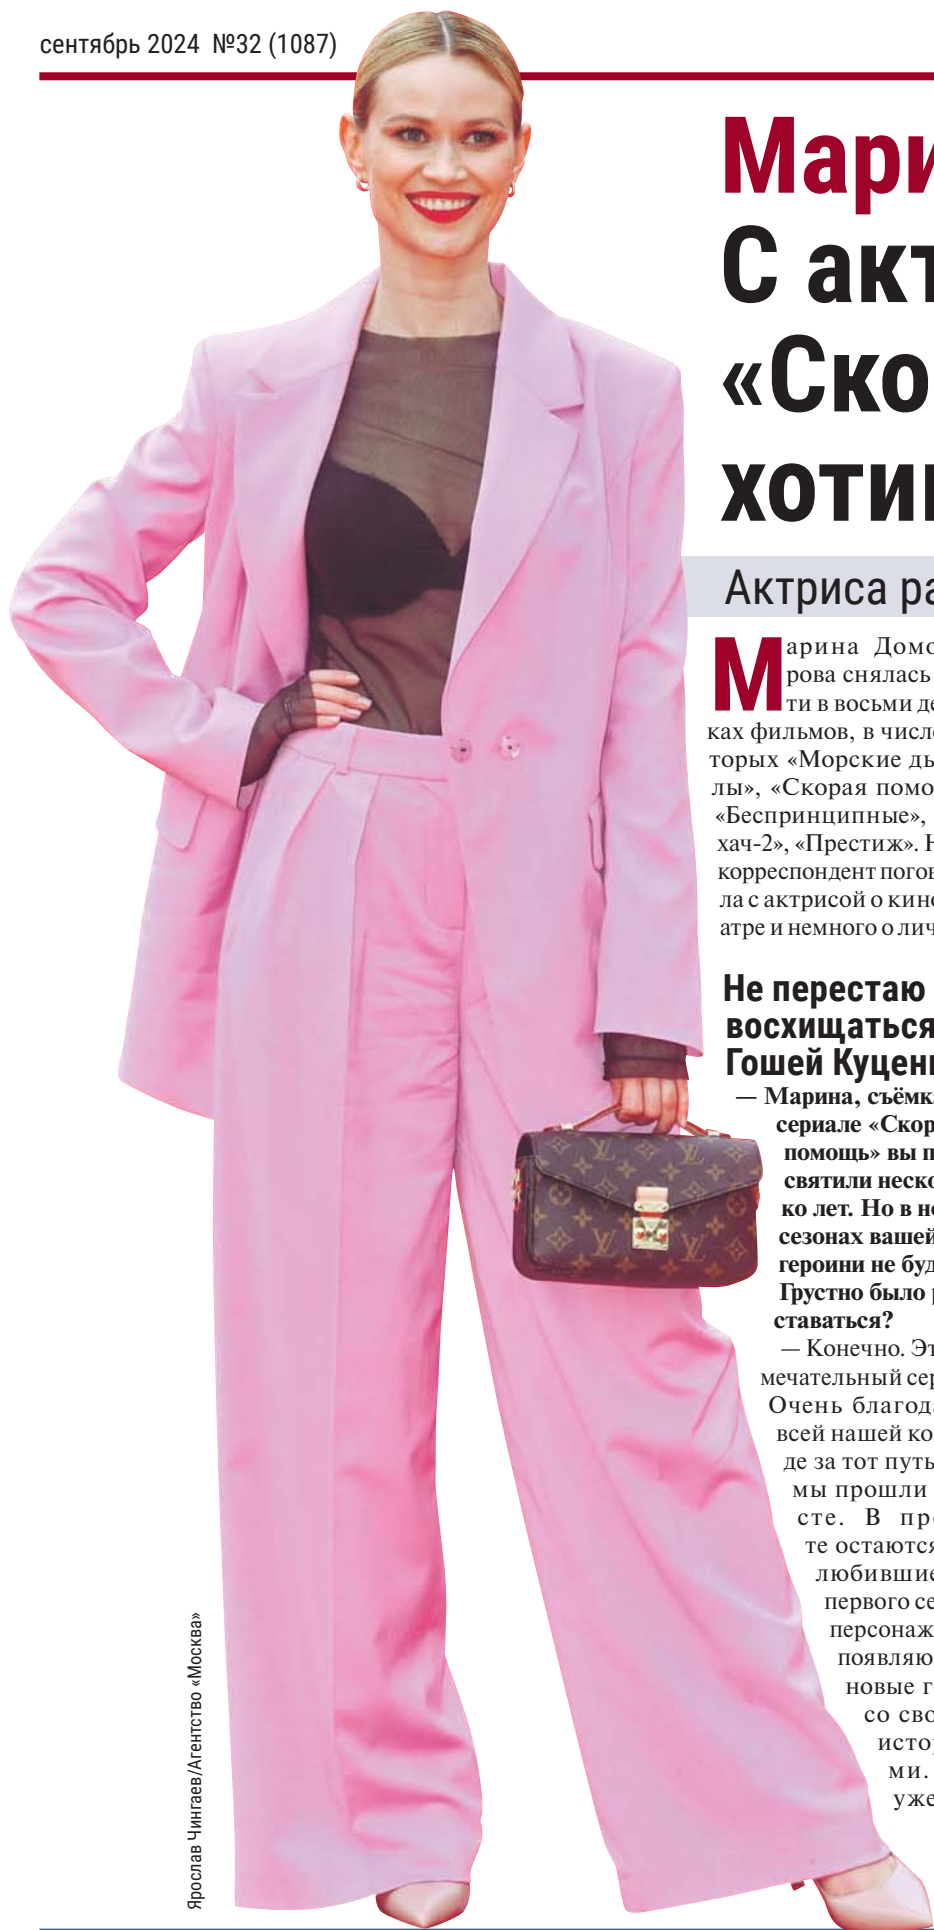 сентябрь 2024 №32 (1087)
Мари
С акт
«Ско
хоти
Актриса ра
Марина Домо
рова снялась
ти в восьми де
ках фильмов, в числе
торых «Морские дь
лы», «Скорая помо
«Беспринципные»,
хач-2», «Престиж». Н
корреспондент погов
ла с актрисой о кино
атре и немного о лич
Не перестаю
восхищаться
Гошей Куцен
— Марина, съёмк
сериале «Скор
помощь» вы п
святили неско
ко лет. Но в но
сезонах вашей
героини не буд
Грустно было р
ставаться?
— Конечно. Эт
мечательный сер
Очень благод
всей нашей ко
де за тот путь
мы прошли
сте. В пр
те остаются
любившие
первого се
персонаж
появляю
новые г
со сво
истор
ми.
уже
Ярослав Чингаев/Агентство «Москва»